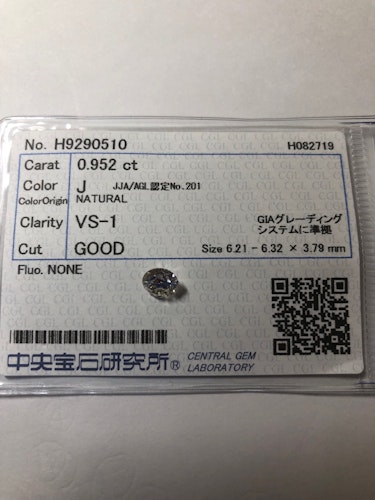 No. H9290510 H082719
Carat 0.952 ct
Color J JJA/AGL認定No.201
ColorOrigin NATURAL
Clarity VS-1 GIAグレーディング
システムに準拠
Cut GOOD Size 6.21 - 6.32 × 3.79 mm
Fluo. NONE
中央宝石研究所® CENTRAL GEM
LABORATORY